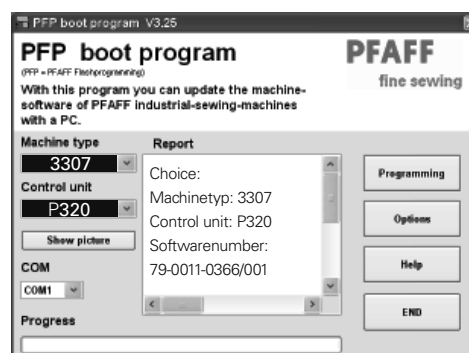 PFP boot program V3.25
PFP boot program
(PFP = PFAFF Flashprogramming)
With this program you can update the machine-
software of PFAFF industrial-sewing-machines
with a PC.
PFAFF
fine sewing
Machine type
3307
Control unit
P320
Show picture
COM
COM1
Progress
Report
Choice:
Machinetyp: 3307
Control unit: P320
Softwarenumber:
79-0011-0366/001
Programming
Options
Help
END